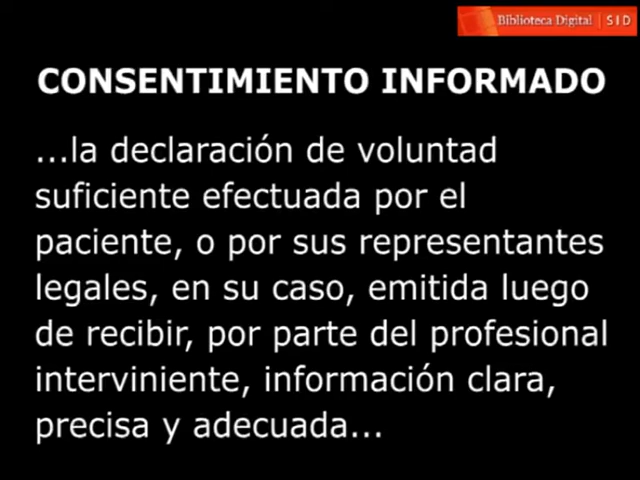 Biblioteca Digital | SID
CONSENTIMIENTO INFORMADO
...la declaración de voluntad
suficiente efectuada por el
paciente, o por sus representantes
legales, en su caso, emitida luego
de recibir, por parte del profesional
interviniente, información clara,
precisa y adecuada...